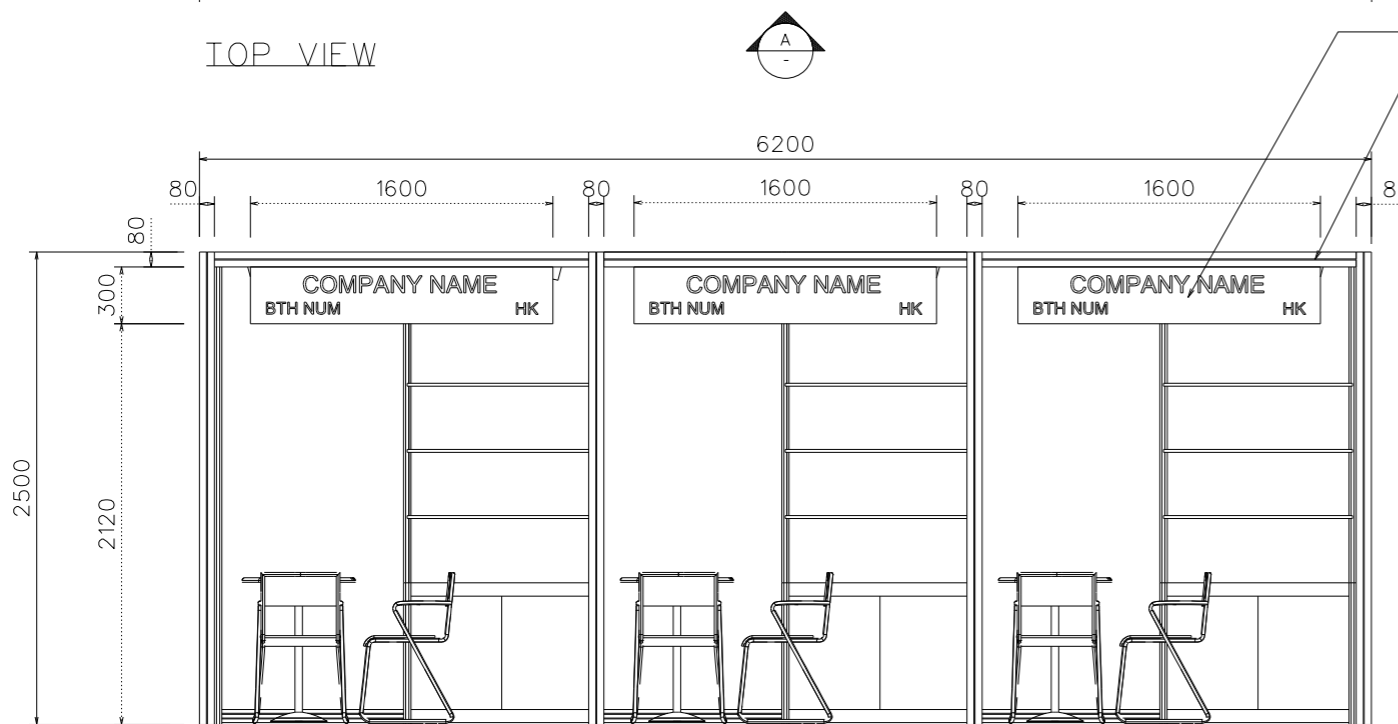 TOP VIEW
A
-
6200
80 1600 80 1600 80 1600 8
80
300
2120
2500
COMPANY NAME
BTH NUM HK
COMPANY NAME
BTH NUM HK
COMPANY NAME
BTH NUM HK